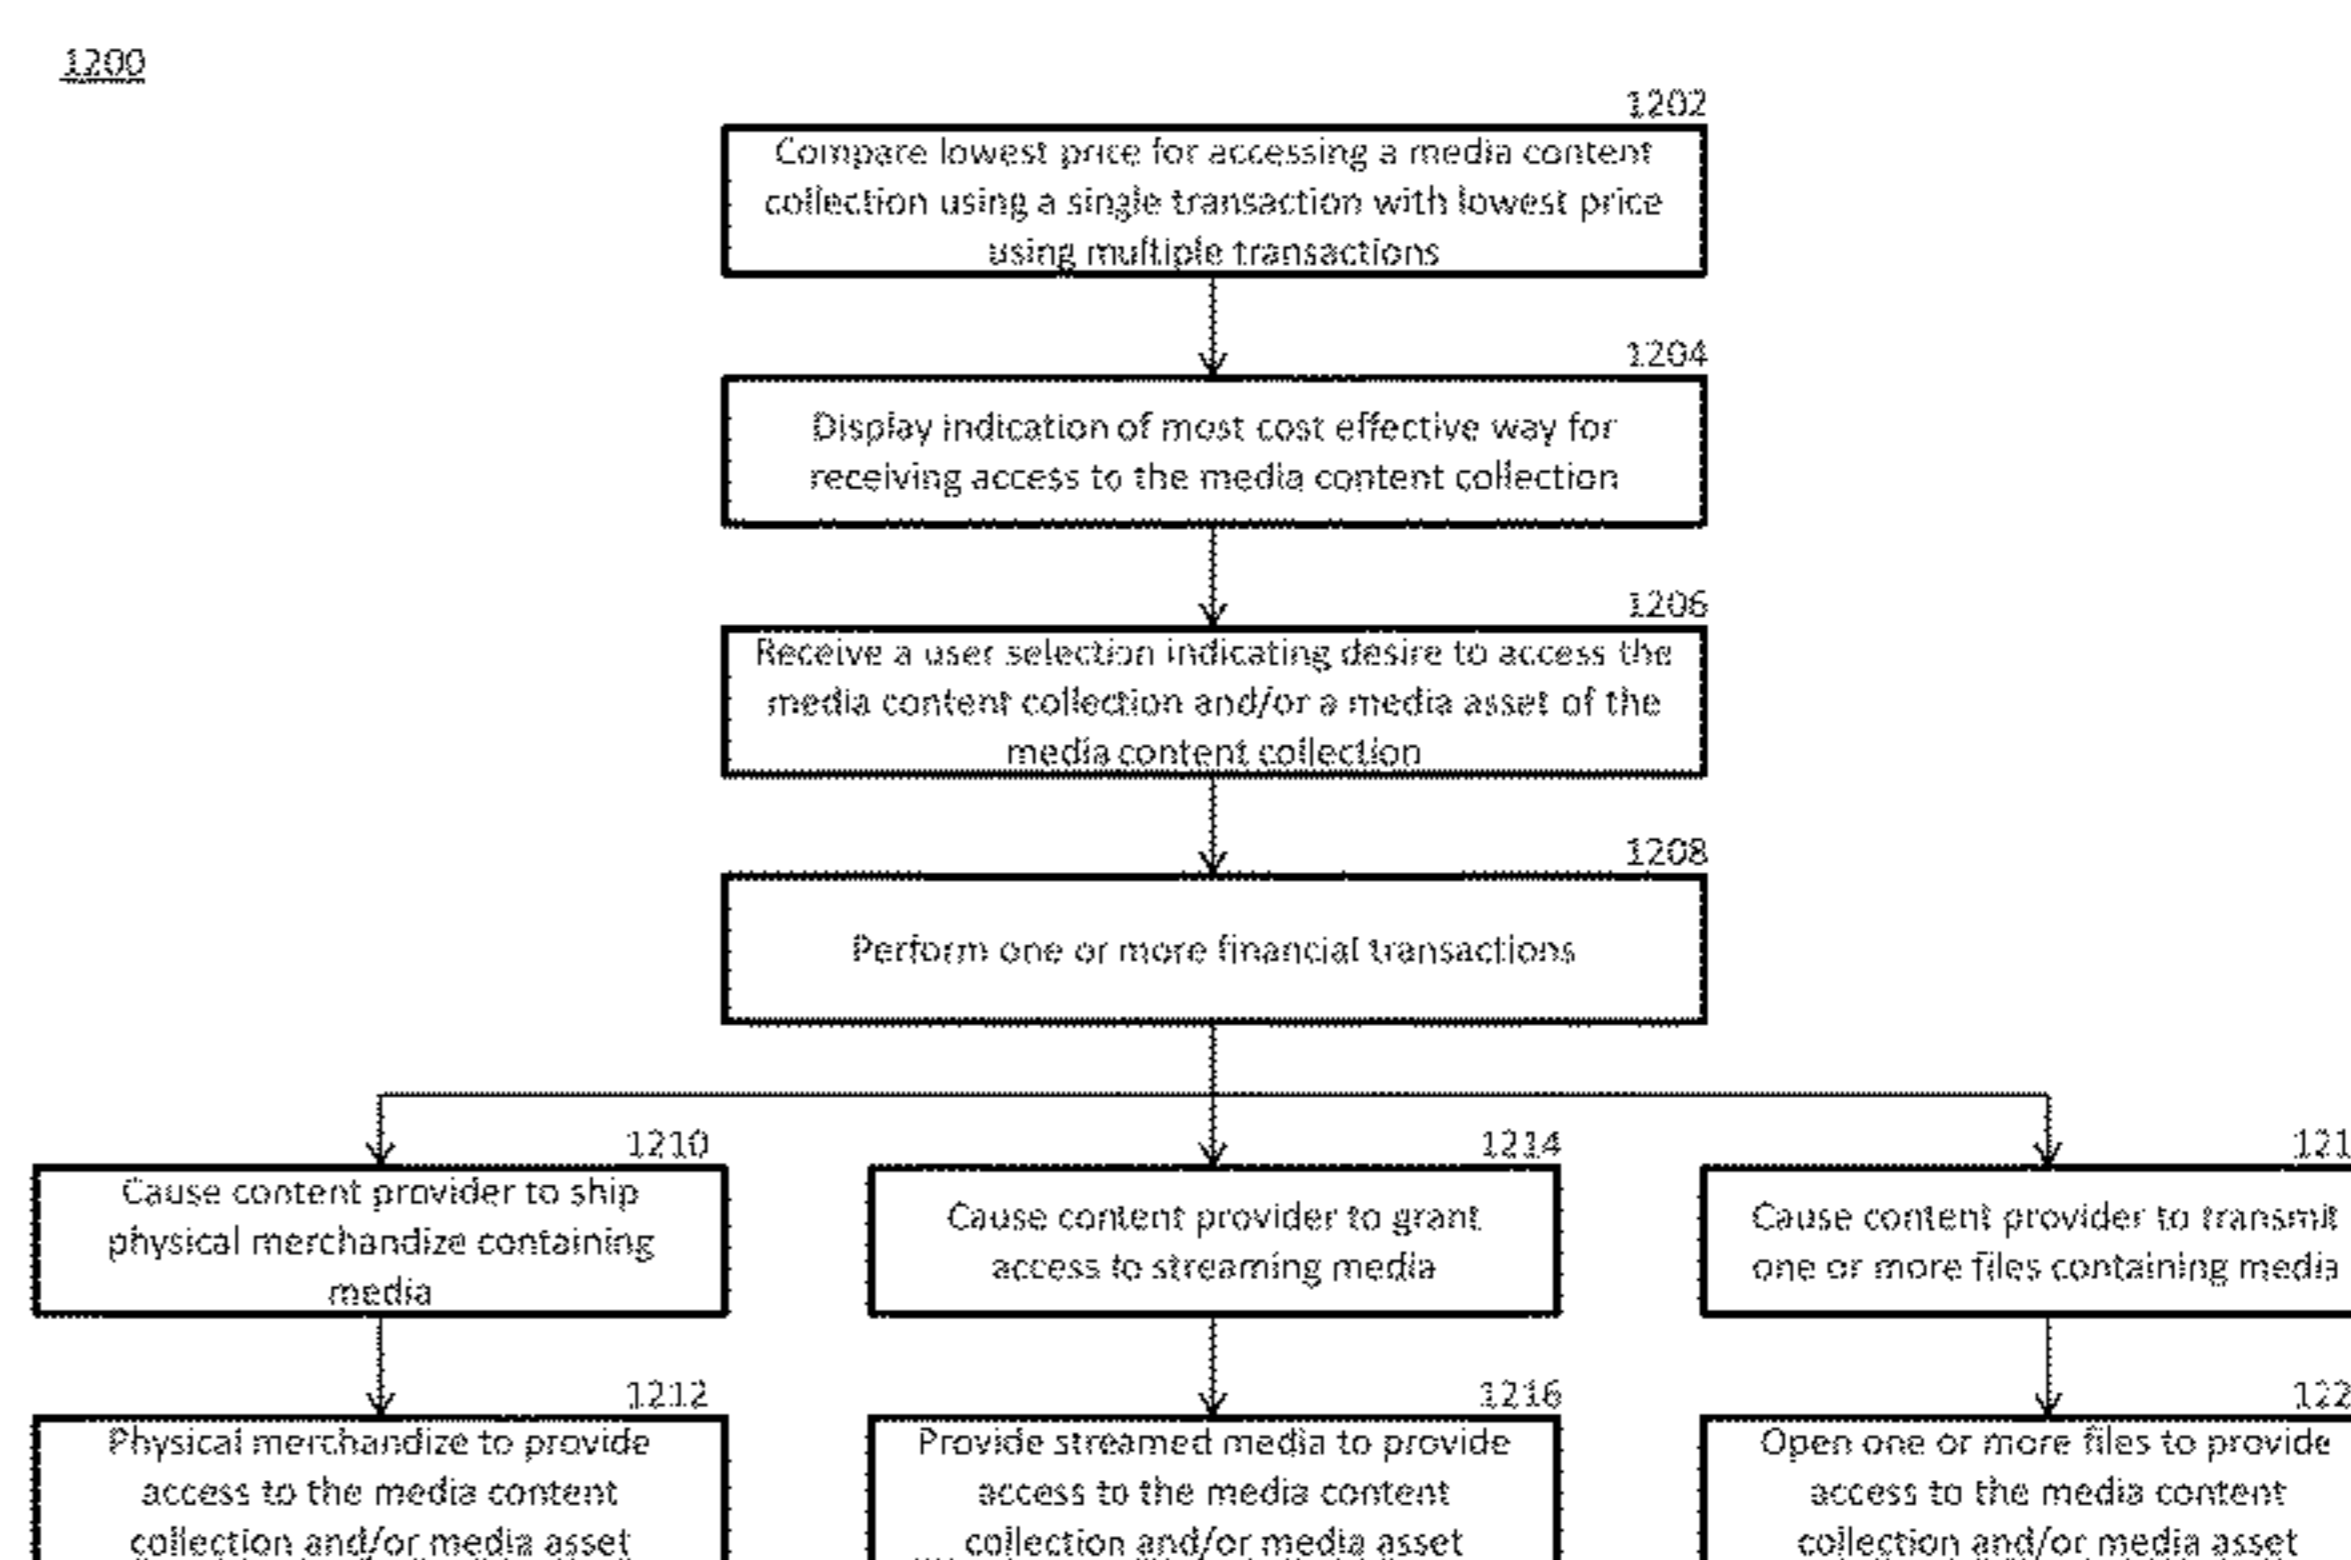 1200
1202
Compare lowest price for accessing a media content
collection using a single transaction with lowest price
using multiple transactions
1204
Display indication of most cost effective way for
receiving access to the media content collection
1206
Receive a user selection indicating desire to access the
media content collection and/or a media asset of the
media content collection
1208
Perform one or more financial transactions
1210
Cause content provider to ship
physical merchandize containing
media
1214
Cause content provider to grant
access to streaming media
121
Cause content provider to transmit
one or more files containing media
1212
Physical merchandize to provide
access to the media content
collection and/or media asset
1216
Provide streamed media to provide
access to the media content
collection and/or media asset
122
Open one or more files to provide
access to the media content
collection and/or media asset